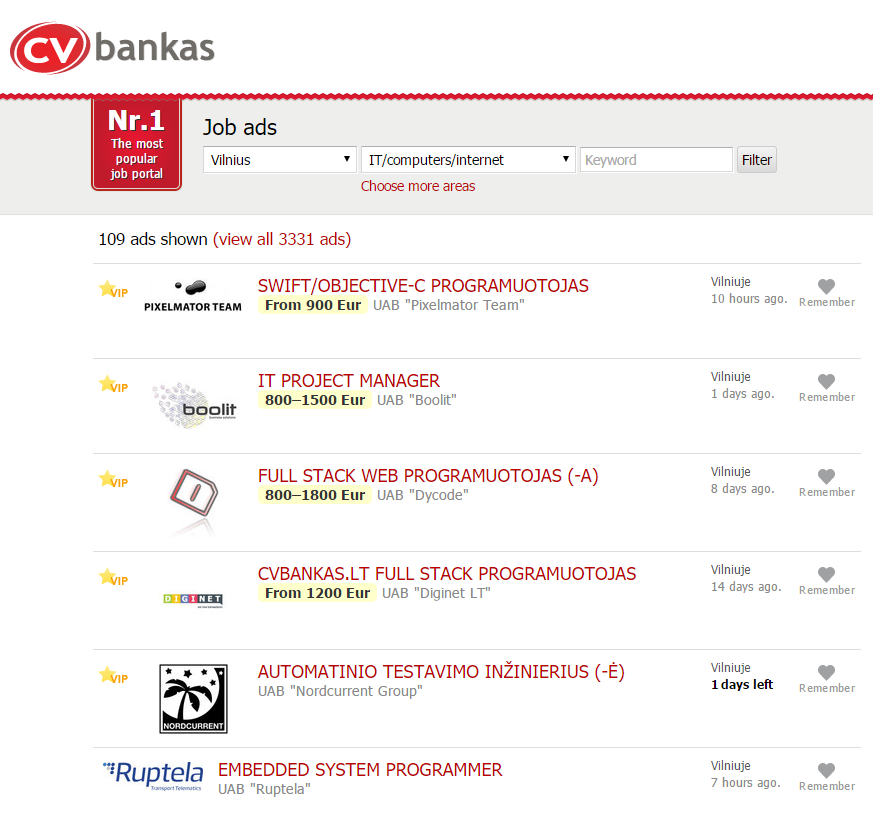 CV bankas
Nr.1
The most
popular
job portal
Job ads
Vilnius IT/computers/internet Keyword Filter
Choose more areas
109 ads shown (view all 3331 ads)
VIP
PIXELMATOR TEAM
SWIFT/OBJECTIVE-C PROGRAMUOTOJAS
From 900 Eur UAB "Pixelmator Team"
Vilniuje
10 hours ago.
Remember
VIP
boolit
business solutions
IT PROJECT MANAGER
800–1500 Eur UAB "Boolit"
Vilniuje
1 days ago.
Remember
VIP
FULL STACK WEB PROGRAMUOTOJAS (-A)
800–1800 Eur UAB "Dycode"
Vilniuje
8 days ago.
Remember
VIP
DIGINET
CVBANKAS.LT FULL STACK PROGRAMUOTOJAS
From 1200 Eur UAB "Diginet LT"
Vilniuje
14 days ago.
Remember
VIP
NORDCURRENT
AUTOMATINIO TESTAVIMO INŽINIERIUS (-Ė)
UAB "Nordcurrent Group"
Vilniuje
1 days left
Remember
Ruptela
Transport Telematics
EMBEDDED SYSTEM PROGRAMMER
UAB "Ruptela"
Vilniuje
7 hours ago.
Remember